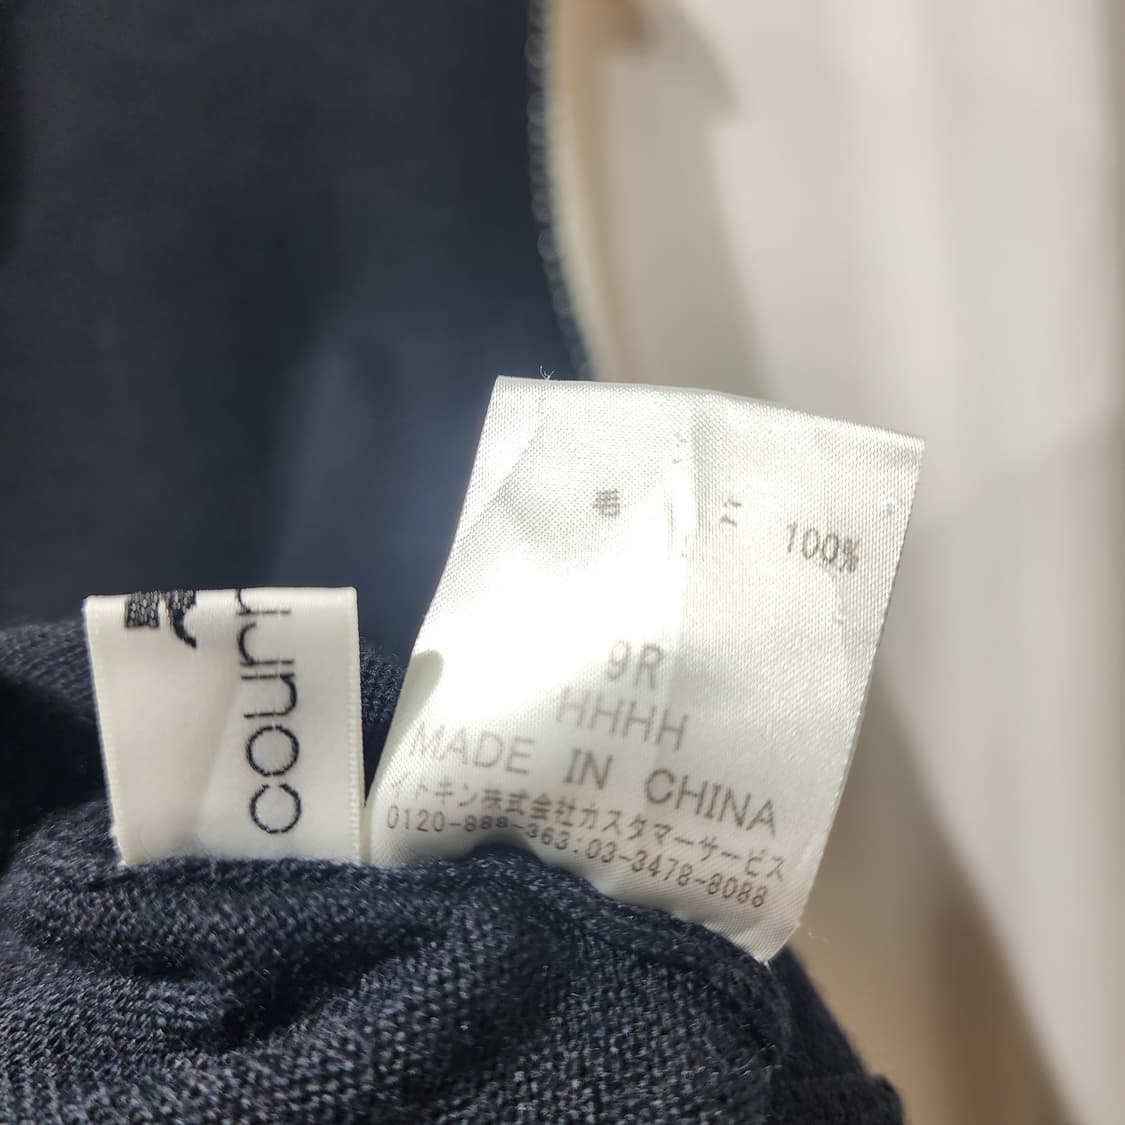 毛 100%
9R
HHHH
MADE IN CHINA
イトキン株式会社カスタマーサービス
0120-888-363:03-3478-8088
courr